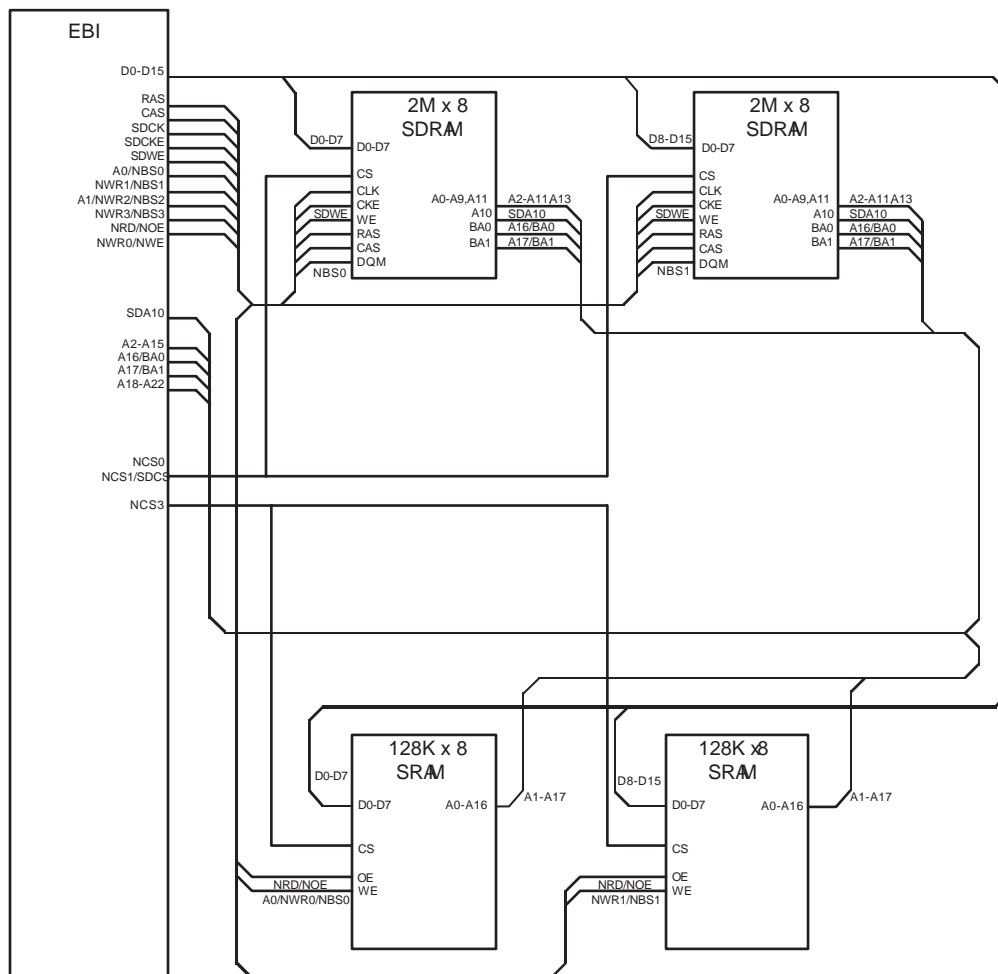 EBI
D0-D15
RAS
CAS
SDCK
SDCKE
SDWE
A0/NBS0
NWR1/NBS1
A1/NWR2/NBS2
NWR3/NBS3
NRD/NOE
NWR0/NWE
SDA10
A2-A15
A16/BA0
A17/BA1
A18-A22
NCS0
NCS1/SDCS
NCS3
2M x 8
SDRAM
D0-D7
D0-D7
CS
CLK
CKE
SDWE
WE
RAS
CAS
DQM
NBS0
A0-A9,A11
A10
BA0
BA1
A2-A11 A13
SDA10
A16/BA0
A17/BA1
2M x 8
SDRAM
D8-D15
D0-D7
CS
CLK
CKE
SDWE
WE
RAS
CAS
DQM
NBS1
A0-A9,A11
A10
BA0
BA1
A2-A11 A13
SDA10
A16/BA0
A17/BA1
128K x 8
SRAM
D0-D7
D0-D7
A0-A16
A1-A17
CS
OE
NRD/NOE
WE
A0/NWR0/NBS0
128K x8
SRAM
D8-D15
D0-D7
A0-A16
A1-A17
CS
OE
NRD/NOE
WE
NWR1/NBS1